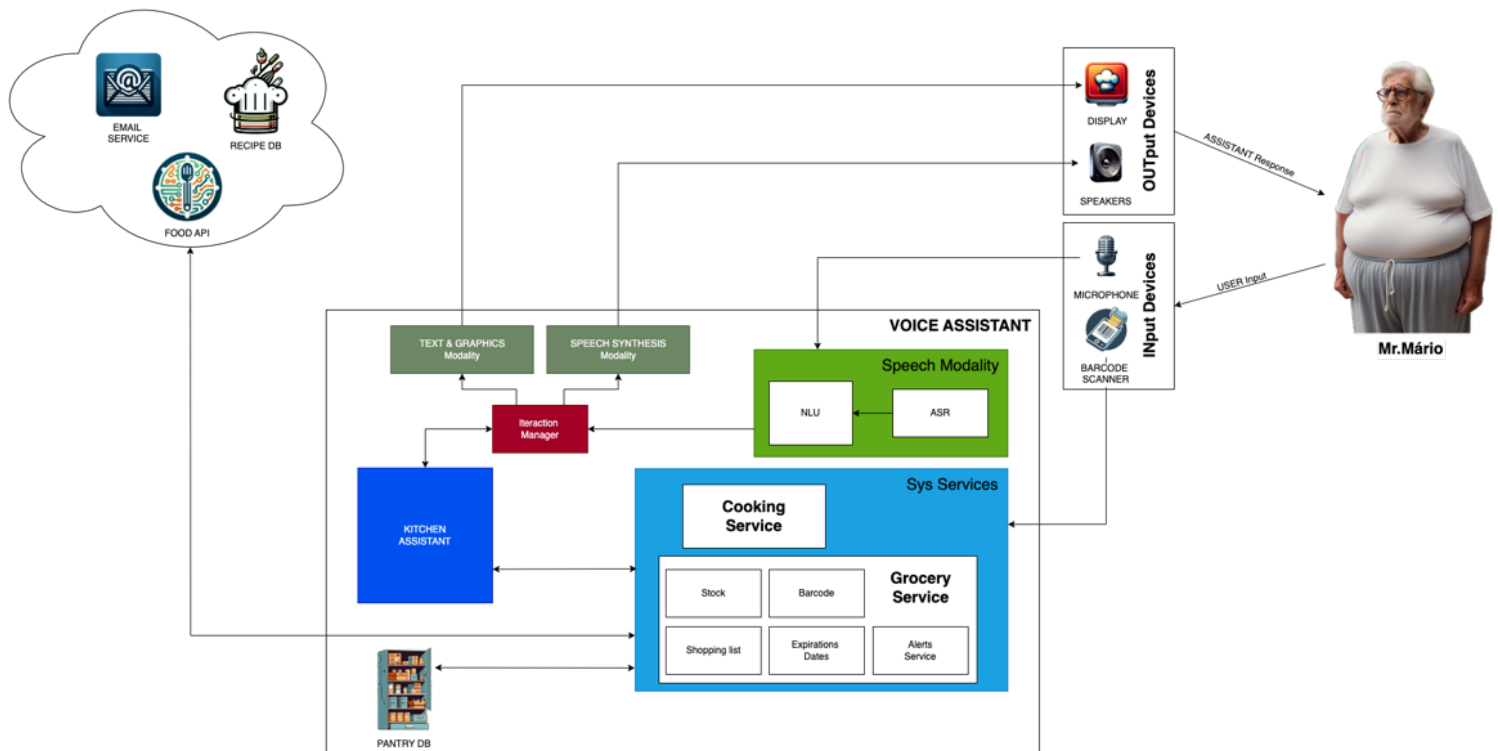 EMAIL
SERVICE
RECIPE DB
FOOD API
DISPLAY
SPEAKERS
OUTput Devices
ASSISTANT Response
MICROPHONE
BARCODE
SCANNER
INput Devices
USER Input
Mr.Mário
VOICE ASSISTANT
TEXT & GRAPHICS
Modality
SPEECH SYNTHESIS
Modality
Speech Modality
NLU
ASR
Iteraction
Manager
KITCHEN
ASSISTANT
Sys Services
Cooking
Service
Grocery
Service
Stock
Barcode
Shopping list
Expirations
Dates
Alerts
Service
PANTRY DB